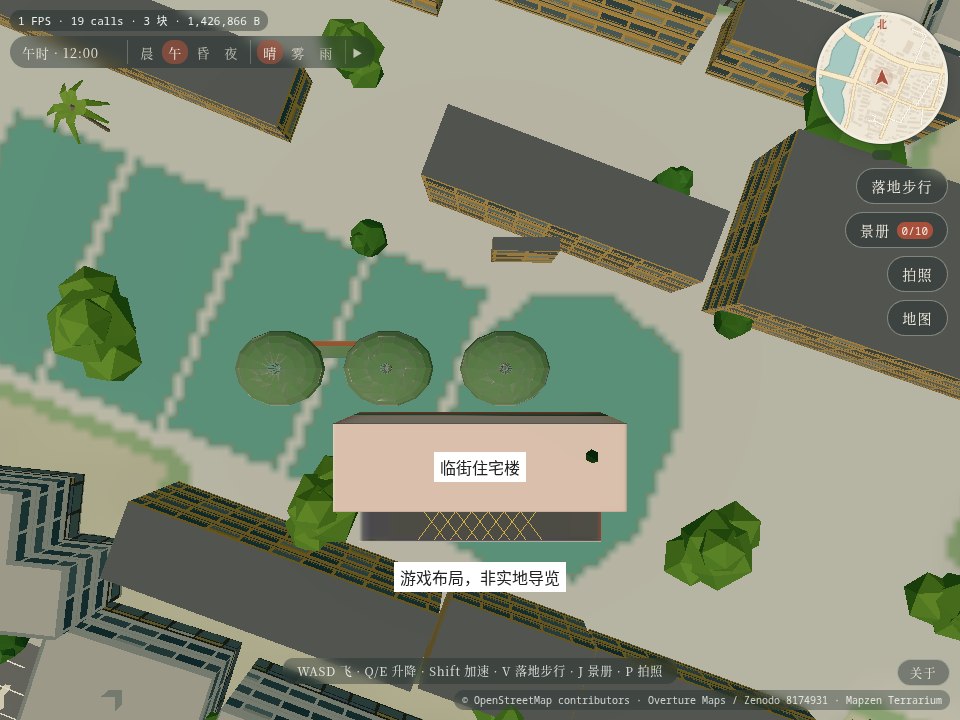 1 FPS · 19 calls · 3 块 · 1,426,866 B
午时 · 12:00 晨 午 昏 夜 晴 雾 雨
北
落地步行
景册 0/10
拍照
地图
临街住宅楼
游戏布局，非实地导览
WASD 飞 · Q/E 升降 · Shift 加速 · V 落地步行 · J 景册 · P 拍照
关于
© OpenStreetMap contributors · Overture Maps / Zenodo 8174931 · Mapzen Terrarium